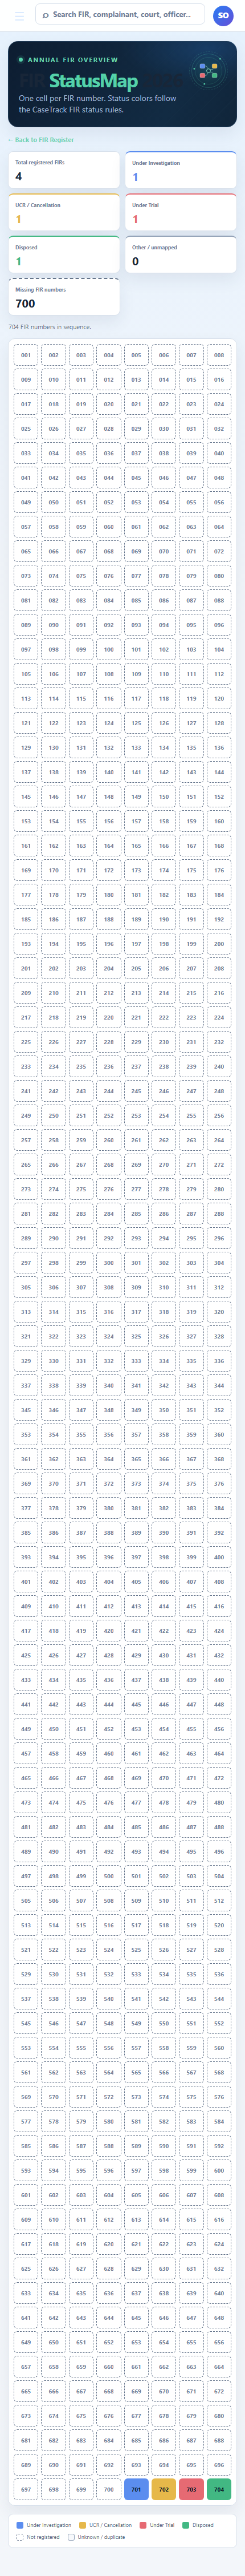 Search FIR, complainant, court, officer...
SO
ANNUAL FIR OVERVIEW
FIR StatusMap
One cell per FIR number. Status colors follow
the CaseTrack FIR status rules.
← Back to FIR Register
Total registered FIRs
4
Under Investigation
1
UCR / Cancellation
1
Under Trial
1
Disposed
1
Other / unmapped
0
Missing FIR numbers
700
704 FIR numbers in sequence.
001 002 003 004 005 006 007 008
009 010 011 012 013 014 015 016
017 018 019 020 021 022 023 024
025 026 027 028 029 030 031 032
033 034 035 036 037 038 039 040
041 042 043 044 045 046 047 048
049 050 051 052 053 054 055 056
057 058 059 060 061 062 063 064
065 066 067 068 069 070 071 072
073 074 075 076 077 078 079 080
081 082 083 084 085 086 087 088
089 090 091 092 093 094 095 096
097 098 099 100 101 102 103 104
105 106 107 108 109 110 111 112
113 114 115 116 117 118 119 120
121 122 123 124 125 126 127 128
129 130 131 132 133 134 135 136
137 138 139 140 141 142 143 144
145 146 147 148 149 150 151 152
153 154 155 156 157 158 159 160
161 162 163 164 165 166 167 168
169 170 171 172 173 174 175 176
177 178 179 180 181 182 183 184
185 186 187 188 189 190 191 192
193 194 195 196 197 198 199 200
201 202 203 204 205 206 207 208
209 210 211 212 213 214 215 216
217 218 219 220 221 222 223 224
225 226 227 228 229 230 231 232
233 234 235 236 237 238 239 240
241 242 243 244 245 246 247 248
249 250 251 252 253 254 255 256
257 258 259 260 261 262 263 264
265 266 267 268 269 270 271 272
273 274 275 276 277 278 279 280
281 282 283 284 285 286 287 288
289 290 291 292 293 294 295 296
297 298 299 300 301 302 303 304
305 306 307 308 309 310 311 312
313 314 315 316 317 318 319 320
321 322 323 324 325 326 327 328
329 330 331 332 333 334 335 336
337 338 339 340 341 342 343 344
345 346 347 348 349 350 351 352
353 354 355 356 357 358 359 360
361 362 363 364 365 366 367 368
369 370 371 372 373 374 375 376
377 378 379 380 381 382 383 384
385 386 387 388 389 390 391 392
393 394 395 396 397 398 399 400
401 402 403 404 405 406 407 408
409 410 411 412 413 414 415 416
417 418 419 420 421 422 423 424
425 426 427 428 429 430 431 432
433 434 435 436 437 438 439 440
441 442 443 444 445 446 447 448
449 450 451 452 453 454 455 456
457 458 459 460 461 462 463 464
465 466 467 468 469 470 471 472
473 474 475 476 477 478 479 480
481 482 483 484 485 486 487 488
489 490 491 492 493 494 495 496
497 498 499 500 501 502 503 504
505 506 507 508 509 510 511 512
513 514 515 516 517 518 519 520
521 522 523 524 525 526 527 528
529 530 531 532 533 534 535 536
537 538 539 540 541 542 543 544
545 546 547 548 549 550 551 552
553 554 555 556 557 558 559 560
561 562 563 564 565 566 567 568
569 570 571 572 573 574 575 576
577 578 579 580 581 582 583 584
585 586 587 588 589 590 591 592
593 594 595 596 597 598 599 600
601 602 603 604 605 606 607 608
609 610 611 612 613 614 615 616
617 618 619 620 621 622 623 624
625 626 627 628 629 630 631 632
633 634 635 636 637 638 639 640
641 642 643 644 645 646 647 648
649 650 651 652 653 654 655 656
657 658 659 660 661 662 663 664
665 666 667 668 669 670 671 672
673 674 675 676 677 678 679 680
681 682 683 684 685 686 687 688
689 690 691 692 693 694 695 696
697 698 699 700 701 702 703 704
Under Investigation UCR / Cancellation Under Trial Disposed
Not registered Unknown / duplicate